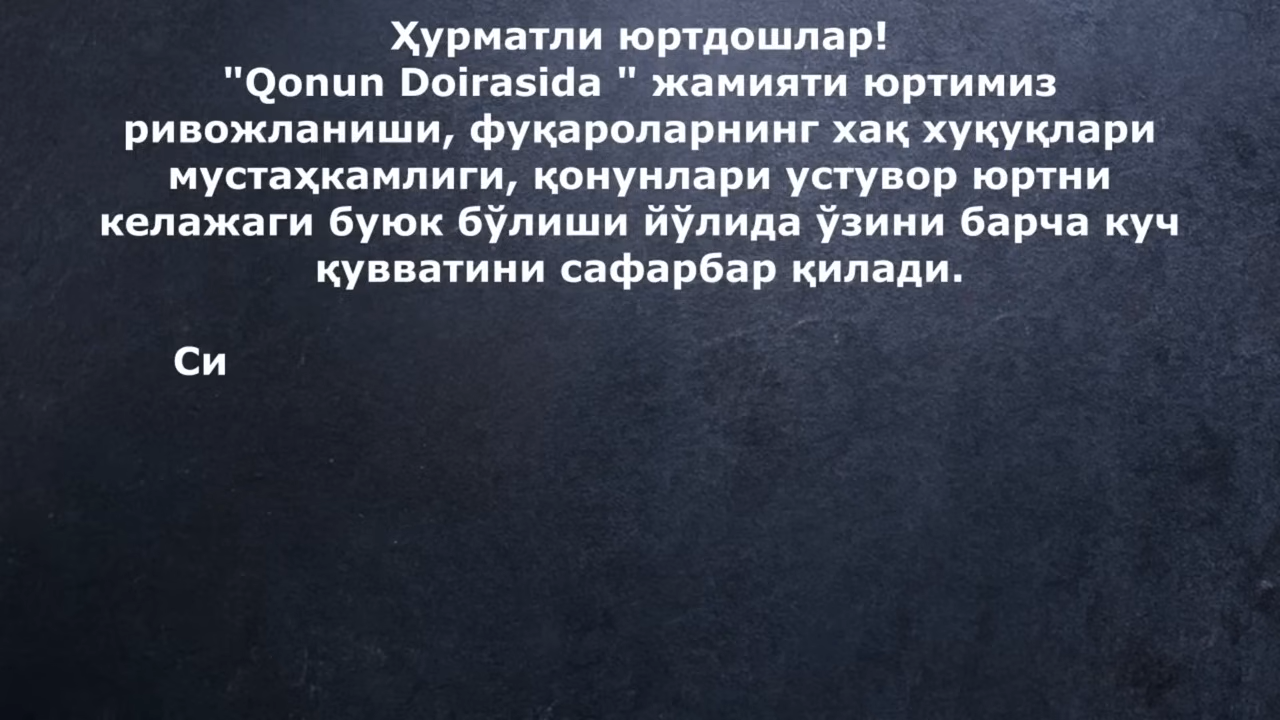 Ҳурматли юртдошлар!
"Qonun Doirasida " жамияти юртимиз
ривожланиши, фуқароларнинг хақ хуқуқлари
мустаҳкамлиги, қонунлари устувор юртни
келажаги буюк бўлиши йўлида ўзини барча куч
қувватини сафарбар қилади.
Си